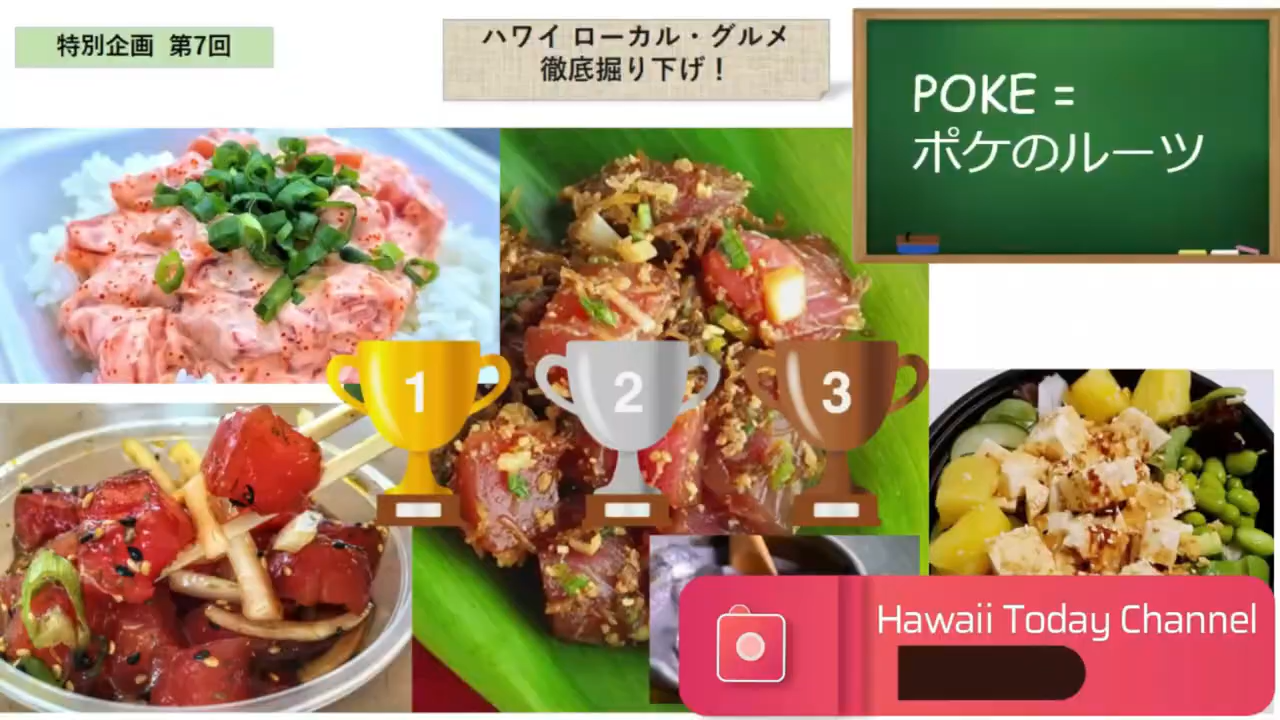 特別企画 第7回
ハワイ ローカル・グルメ
徹底掘り下げ！
POKE =
ポケのルーツ
1
2
3
Hawaii Today Channel